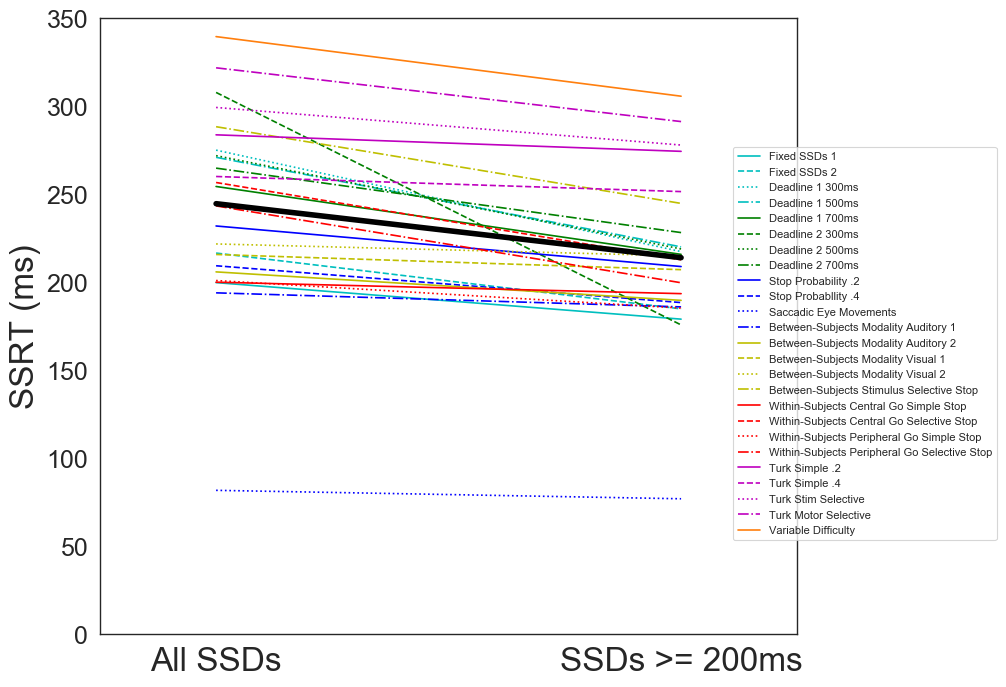 SSRT (ms)
350
300
250
200
150
100
50
0
All SSDs
SSDs >= 200ms
Fixed SSDs 1
Fixed SSDs 2
Deadline 1 300ms
Deadline 1 500ms
Deadline 1 700ms
Deadline 2 300ms
Deadline 2 500ms
Deadline 2 700ms
Stop Probability .2
Stop Probabllity .4
Saccadic Eye Movements
Between-Subjects Modality Auditory 1
Between-Subjects Modality Auditory 2
Between-Subjects Modality Visual 1
Between-Subjects Modality Visual 2
Between-Subjects Stimulus Selective Stop
Within-Subjects Central Go Simple Stop
Within-Subjects Central Go Selective Stop
Within-Subjects Peripheral Go Simple Stop
Within-Subjects Peripheral Go Selective Stop
Turk Simple .2
Turk Simple .4
Turk Stim Selective
Turk Motor Selective
Variable Difficulty